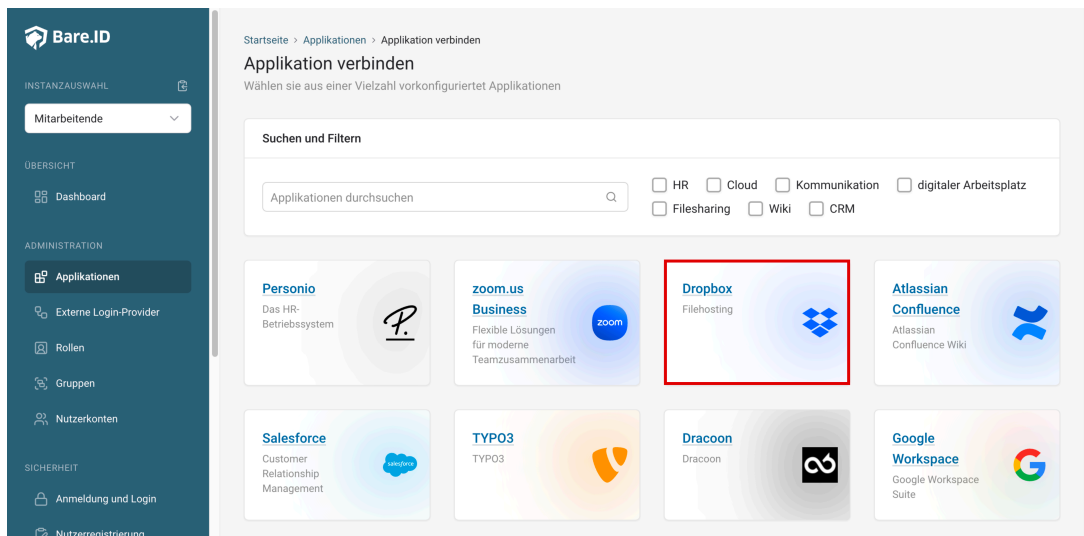 Bare.ID
INSTANZAUSWAHL
Mitarbeitende
ÜBERSICHT
Dashboard
ADMINISTRATION
Applikationen
Externe Login-Provider
Rollen
Gruppen
Nutzerkonten
SICHERHEIT
Anmeldung und Login
Nutzerregistrierung
Startseite > Applikationen > Applikation verbinden
Applikation verbinden
Wählen sie aus einer Vielzahl vorkonfiguriertet Applikationen
Suchen und Filtern
Applikationen durchsuchen
HR Cloud Kommunikation digitaler Arbeitsplatz
Filesharing Wiki CRM
Personio
Das HR-
Betriebssystem
P.
zoom.us
Business
Flexible Lösungen
für moderne
Teamzusammenarbeit
zoom
Dropbox
Filehosting
Atlassian
Confluence
Atlassian
Confluence Wiki
Salesforce
Customer
Relationship
Management
salesforce
TYPO3
TYPO3
Dracoon
Dracoon
Google
Workspace
Google Workspace
Suite
G